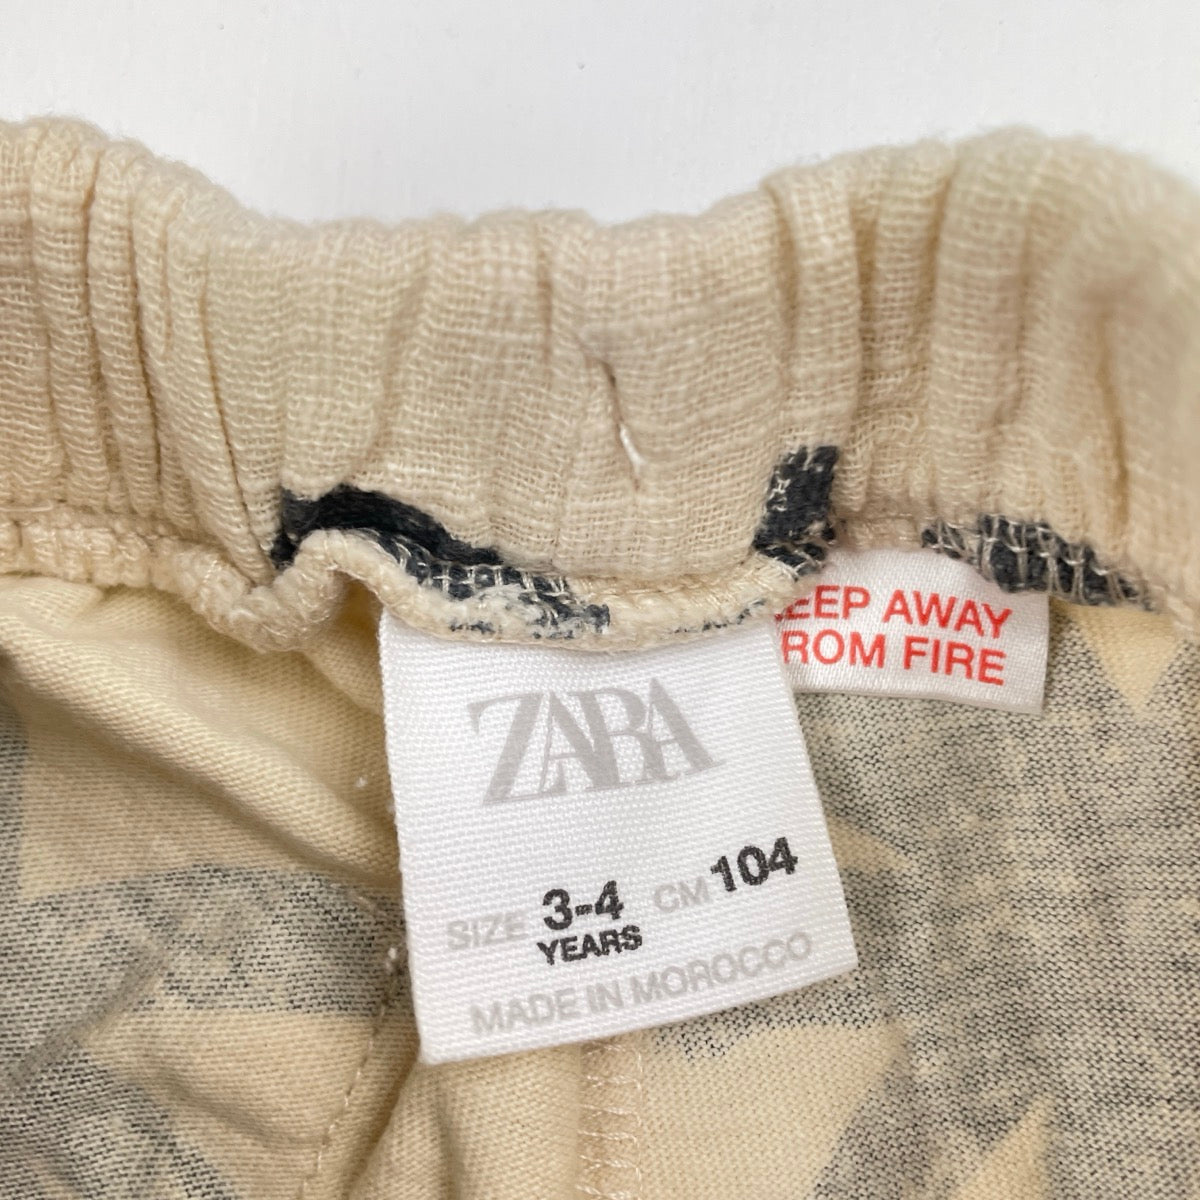 EEP AWAY
ROM FIRE
ZARA
SIZE 3-4 CM 104
YEARS
MADE IN MOROCCO